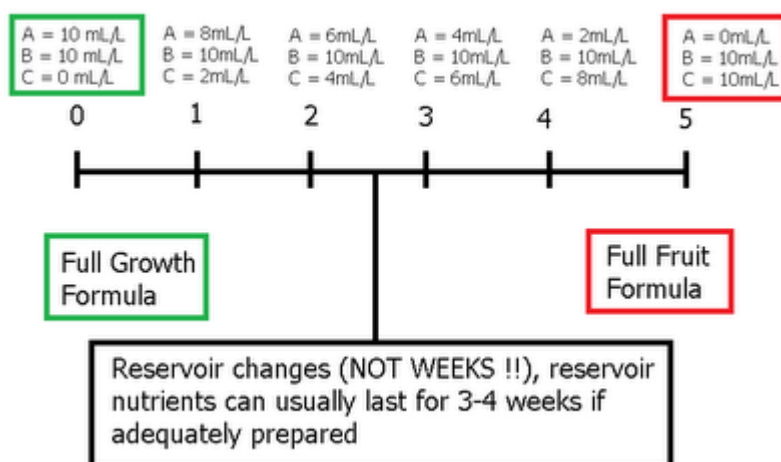 A = 10 mL/L
B = 10 mL/L
C = 0 mL/L
A = 8mL/L
B = 10mL/L
C = 2mL/L
A = 6mL/L
B = 10mL/L
C = 4mL/L
A = 4mL/L
B = 10mL/L
C = 6mL/L
A = 2mL/L
B = 10mL/L
C = 8mL/L
A = 0mL/L
B = 10mL/L
C = 10mL/L
0 1 2 3 4 5
Full Growth
Formula
Full Fruit
Formula
Reservoir changes (NOT WEEKS !!), reservoir
nutrients can usually last for 3-4 weeks if
adequately prepared